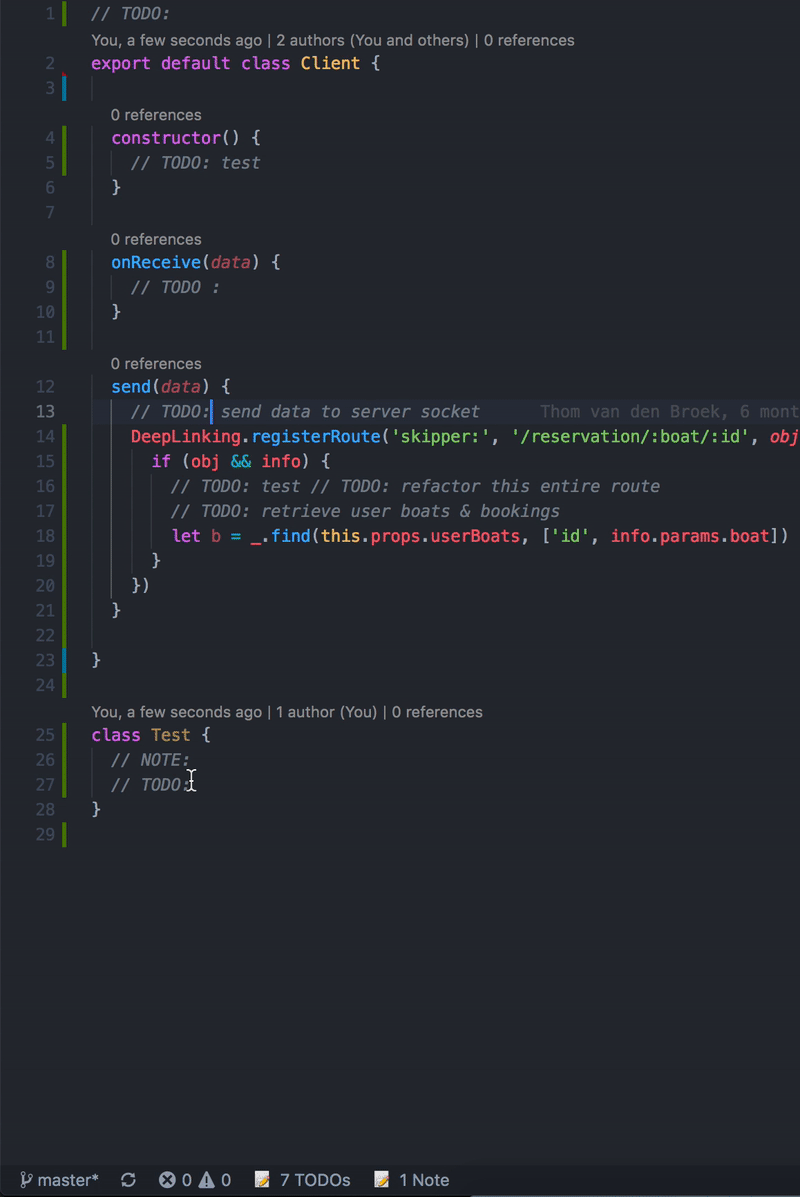 1 // TODO:
You, a few seconds ago | 2 authors (You and others) | 0 references
2 export default class Client {
3
0 references
4 constructor() {
5 // TODO: test
6 }
7
0 references
8 onReceive(data) {
9 // TODO :
10 }
11
0 references
12 send(data) {
13 // TODO: send data to server socket Thom van den Broek, 6 mont
14 DeepLinking.registerRoute('skipper:', '/reservation/:boat/:id', obj
15 if (obj && info) {
16 // TODO: test // TODO: refactor this entire route
17 // TODO: retrieve user boats & bookings
18 let b = _.find(this.props.userBoats, ['id', info.params.boat])
19 }
20 })
21 }
22
23 }
24
You, a few seconds ago | 1 author (You) | 0 references
25 class Test {
26 // NOTE:
27 // TODO:
28 }
29
master* 0 0 7 TODOs 1 Note